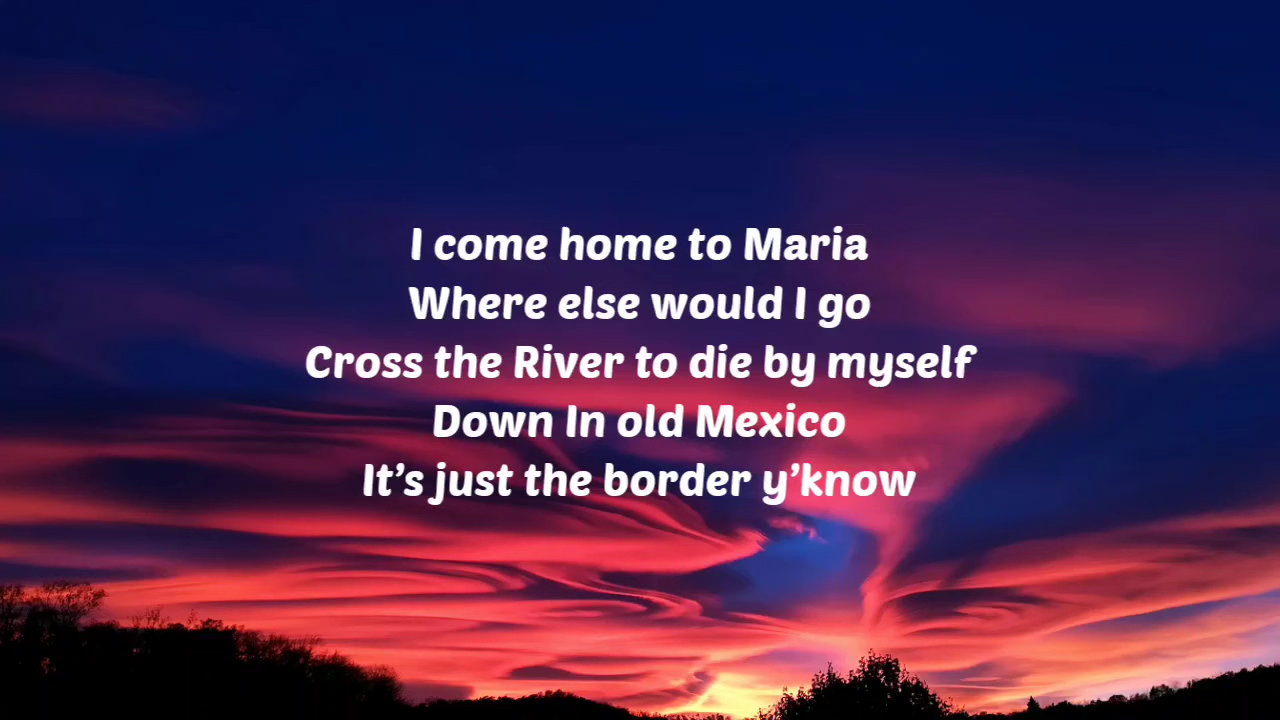 I come home to Maria
Where else would I go
Cross the River to die by myself
Down In old Mexico
It’s just the border y’know